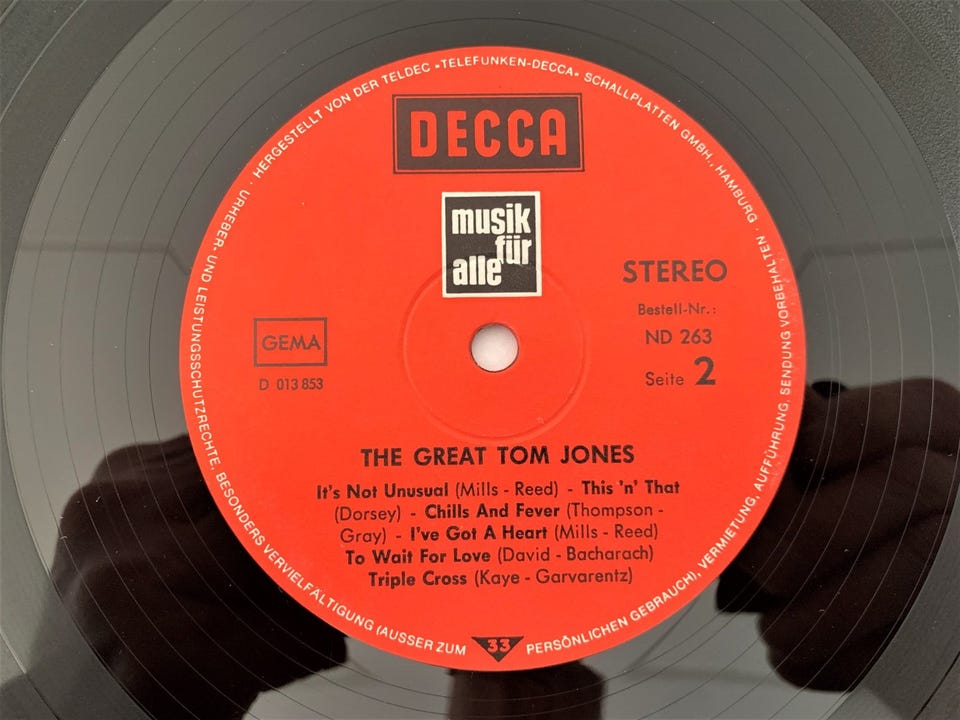 URHEBER- UND LEISTUNGSSCHUTZRECHTE, BESONDERS VERVIELFÄLTIGUNG (AUSSER ZUM PERSÖNLICHEN GEBRAUCH), VERMIETUNG, AUFFÜHRUNG, SENDUNG VORBEHALTEN · HERGESTELLT VON DER TELDEC »TELEFUNKEN-DECCA« SCHALLPLATTEN GMBH., HAMBURG
DECCA
musik
für
alle
STEREO
Bestell-Nr.:
ND 263
Seite 2
GEMA
D 013 853
THE GREAT TOM JONES
It's Not Unusual (Mills - Reed) - This 'n' That
(Dorsey) - Chills And Fever (Thompson -
Gray) - I've Got A Heart (Mills - Reed)
To Wait For Love (David - Bacharach)
Triple Cross (Kaye - Garvarentz)
33